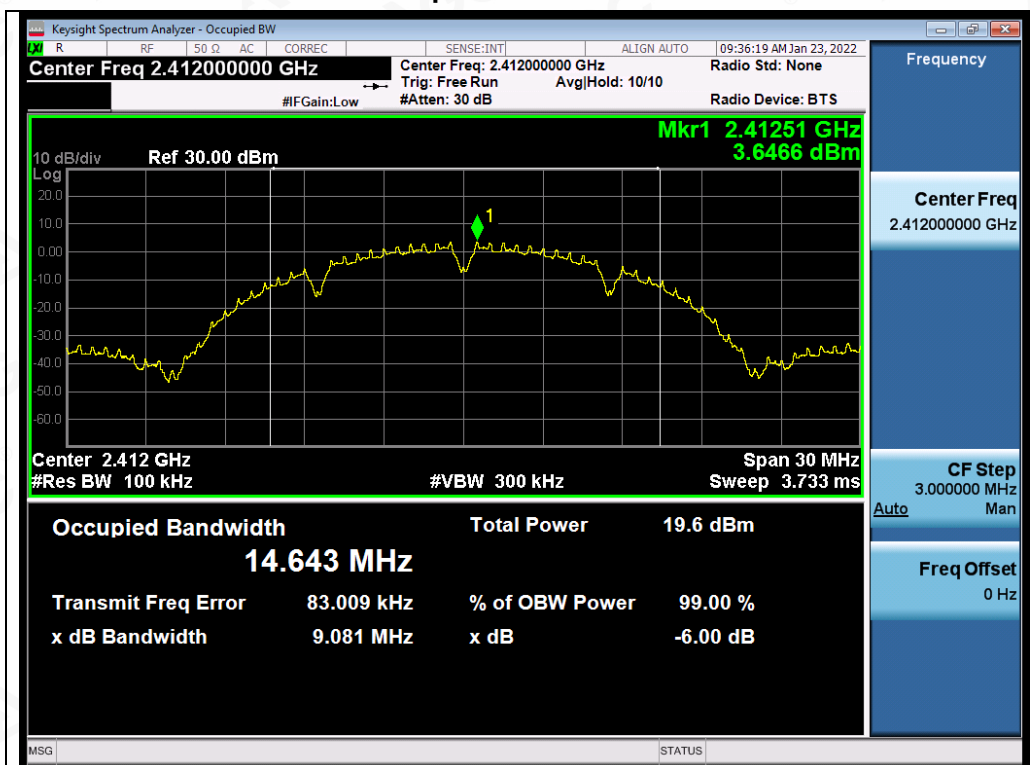 Keysight Spectrum Analyzer - Occupied BW
LXI R RF 50 Ω AC CORREC SENSE:INT ALIGN AUTO 09:36:19 AM Jan 23, 2022
Center Freq 2.412000000 GHz Center Freq: 2.412000000 GHz Radio Std: None
Trig: Free Run Avg|Hold: 10/10
#IFGain:Low #Atten: 30 dB Radio Device: BTS
Frequency
Mkr1 2.41251 GHz
3.6466 dBm
10 dB/div Ref 30.00 dBm
Log
20.0
10.0
0.00
-10.0
-20.0
-30.0
-40.0
-50.0
-60.0
1
Center 2.412 GHz Span 30 MHz
#Res BW 100 kHz #VBW 300 kHz Sweep 3.733 ms
Occupied Bandwidth Total Power 19.6 dBm
14.643 MHz
Transmit Freq Error 83.009 kHz % of OBW Power 99.00 %
x dB Bandwidth 9.081 MHz x dB -6.00 dB
Center Freq
2.412000000 GHz
CF Step
3.000000 MHz
Auto Man
Freq Offset
0 Hz
MSG STATUS